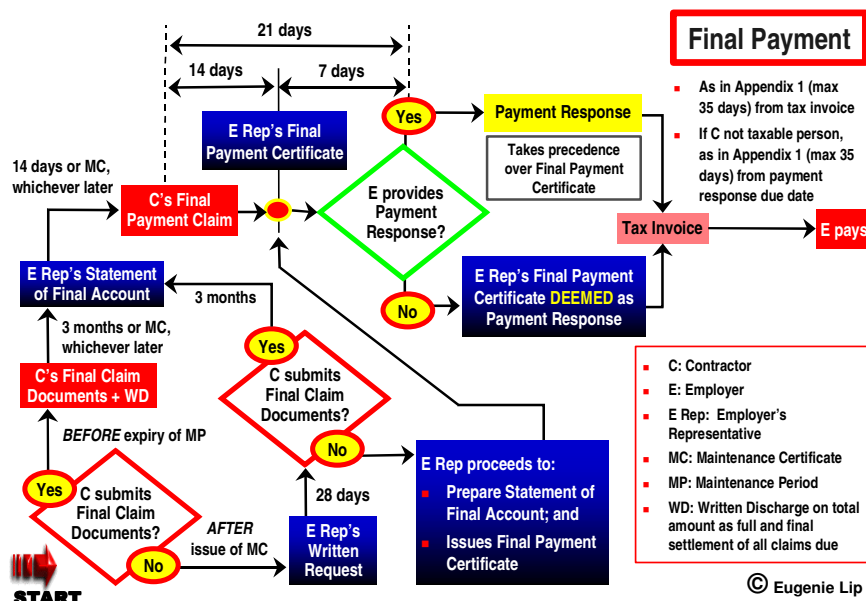 21 days
14 days
7 days
Final Payment
As in Appendix 1 (max
35 days) from tax invoice
If C not taxable person,
as in Appendix 1 (max 35
days) from payment
response due date
E Rep's Final
Payment Certificate
Yes
Payment Response
Takes precedence
over Final Payment
Certificate
14 days or MC,
whichever later
C's Final
Payment Claim
E provides
Payment
Response?
Tax Invoice
E pays
E Rep's Statement
of Final Account
3 months
No
E Rep's Final Payment
Certificate DEEMED as
Payment Response
3 months or MC,
whichever later
C's Final Claim
Documents + WD
Yes
C submits
Final Claim
Documents?
No
BEFORE expiry of MP
Yes
C submits
Final Claim
Documents?
No
AFTER
issue of MC
28 days
E Rep's
Written
Request
E Rep proceeds to:
Prepare Statement of
Final Account; and
Issues Final Payment
Certificate
C: Contractor
E: Employer
E Rep: Employer's
Representative
MC: Maintenance Certificate
MP: Maintenance Period
WD: Written Discharge on total
amount as full and final
settlement of all claims due
START
© Eugenie Lip